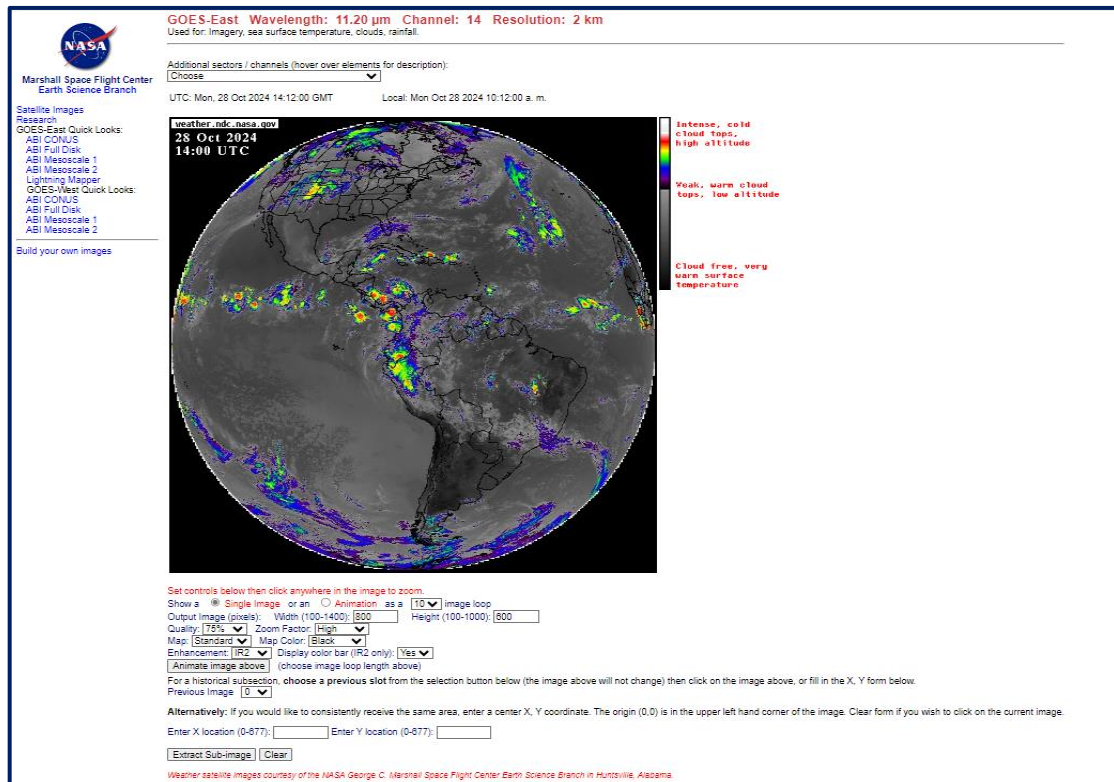 NASA
Marshall Space Flight Center
Earth Science Branch
Satellite Images
Research
GOES-East Quick Looks:
ABI CONUS
ABI Full Disk
ABI Mesoscale 1
ABI Mesoscale 2
Lightning Mapper
GOES-West Quick Looks:
ABI CONUS
ABI Full Disk
ABI Mesoscale 1
ABI Mesoscale 2
Build your own images
GOES-East Wavelength: 11.20 µm Channel: 14 Resolution: 2 km
Used for: Imagery, sea surface temperature, clouds, rainfall.
Additional sectors / channels (hover over elements for description):
Choose
UTC: Mon, 28 Oct 2024 14:12:00 GMT Local: Mon Oct 28 2024 10:12:00 a. m.
weather.ndc.nasa.gov
28 Oct 2024
14:00 UTC
Intense, cold
cloud tops,
high altitude
Weak, warm cloud
tops, low altitude
Cloud free, very
warm surface
temperature
Set controls below then click anywhere in the image to zoom.
Show a Single Image or an Animation as a 10 image loop
Output Image (pixels): Width (100-1400): 800 Height (100-1000): 600
Quality: 75% Zoom Factor: High
Map: Standard Map Color: Black
Enhancement: IR2 Display color bar (IR2 only): Yes
Animate image above (choose image loop length above)
For a historical subsection, choose a previous slot from the selection button below (the image above will not change) then click on the image above, or fill in the X, Y form below.
Previous Image 0
Alternatively: If you would like to consistently receive the same area, enter a center X, Y coordinate. The origin (0,0) is in the upper left hand corner of the image. Clear form if you wish to click on the current image.
Enter X location (0-677): Enter Y location (0-677):
Extract Sub-image Clear
Weather satellite images courtesy of the NASA George C. Marshall Space Flight Center Earth Science Branch in Huntsville, Alabama.